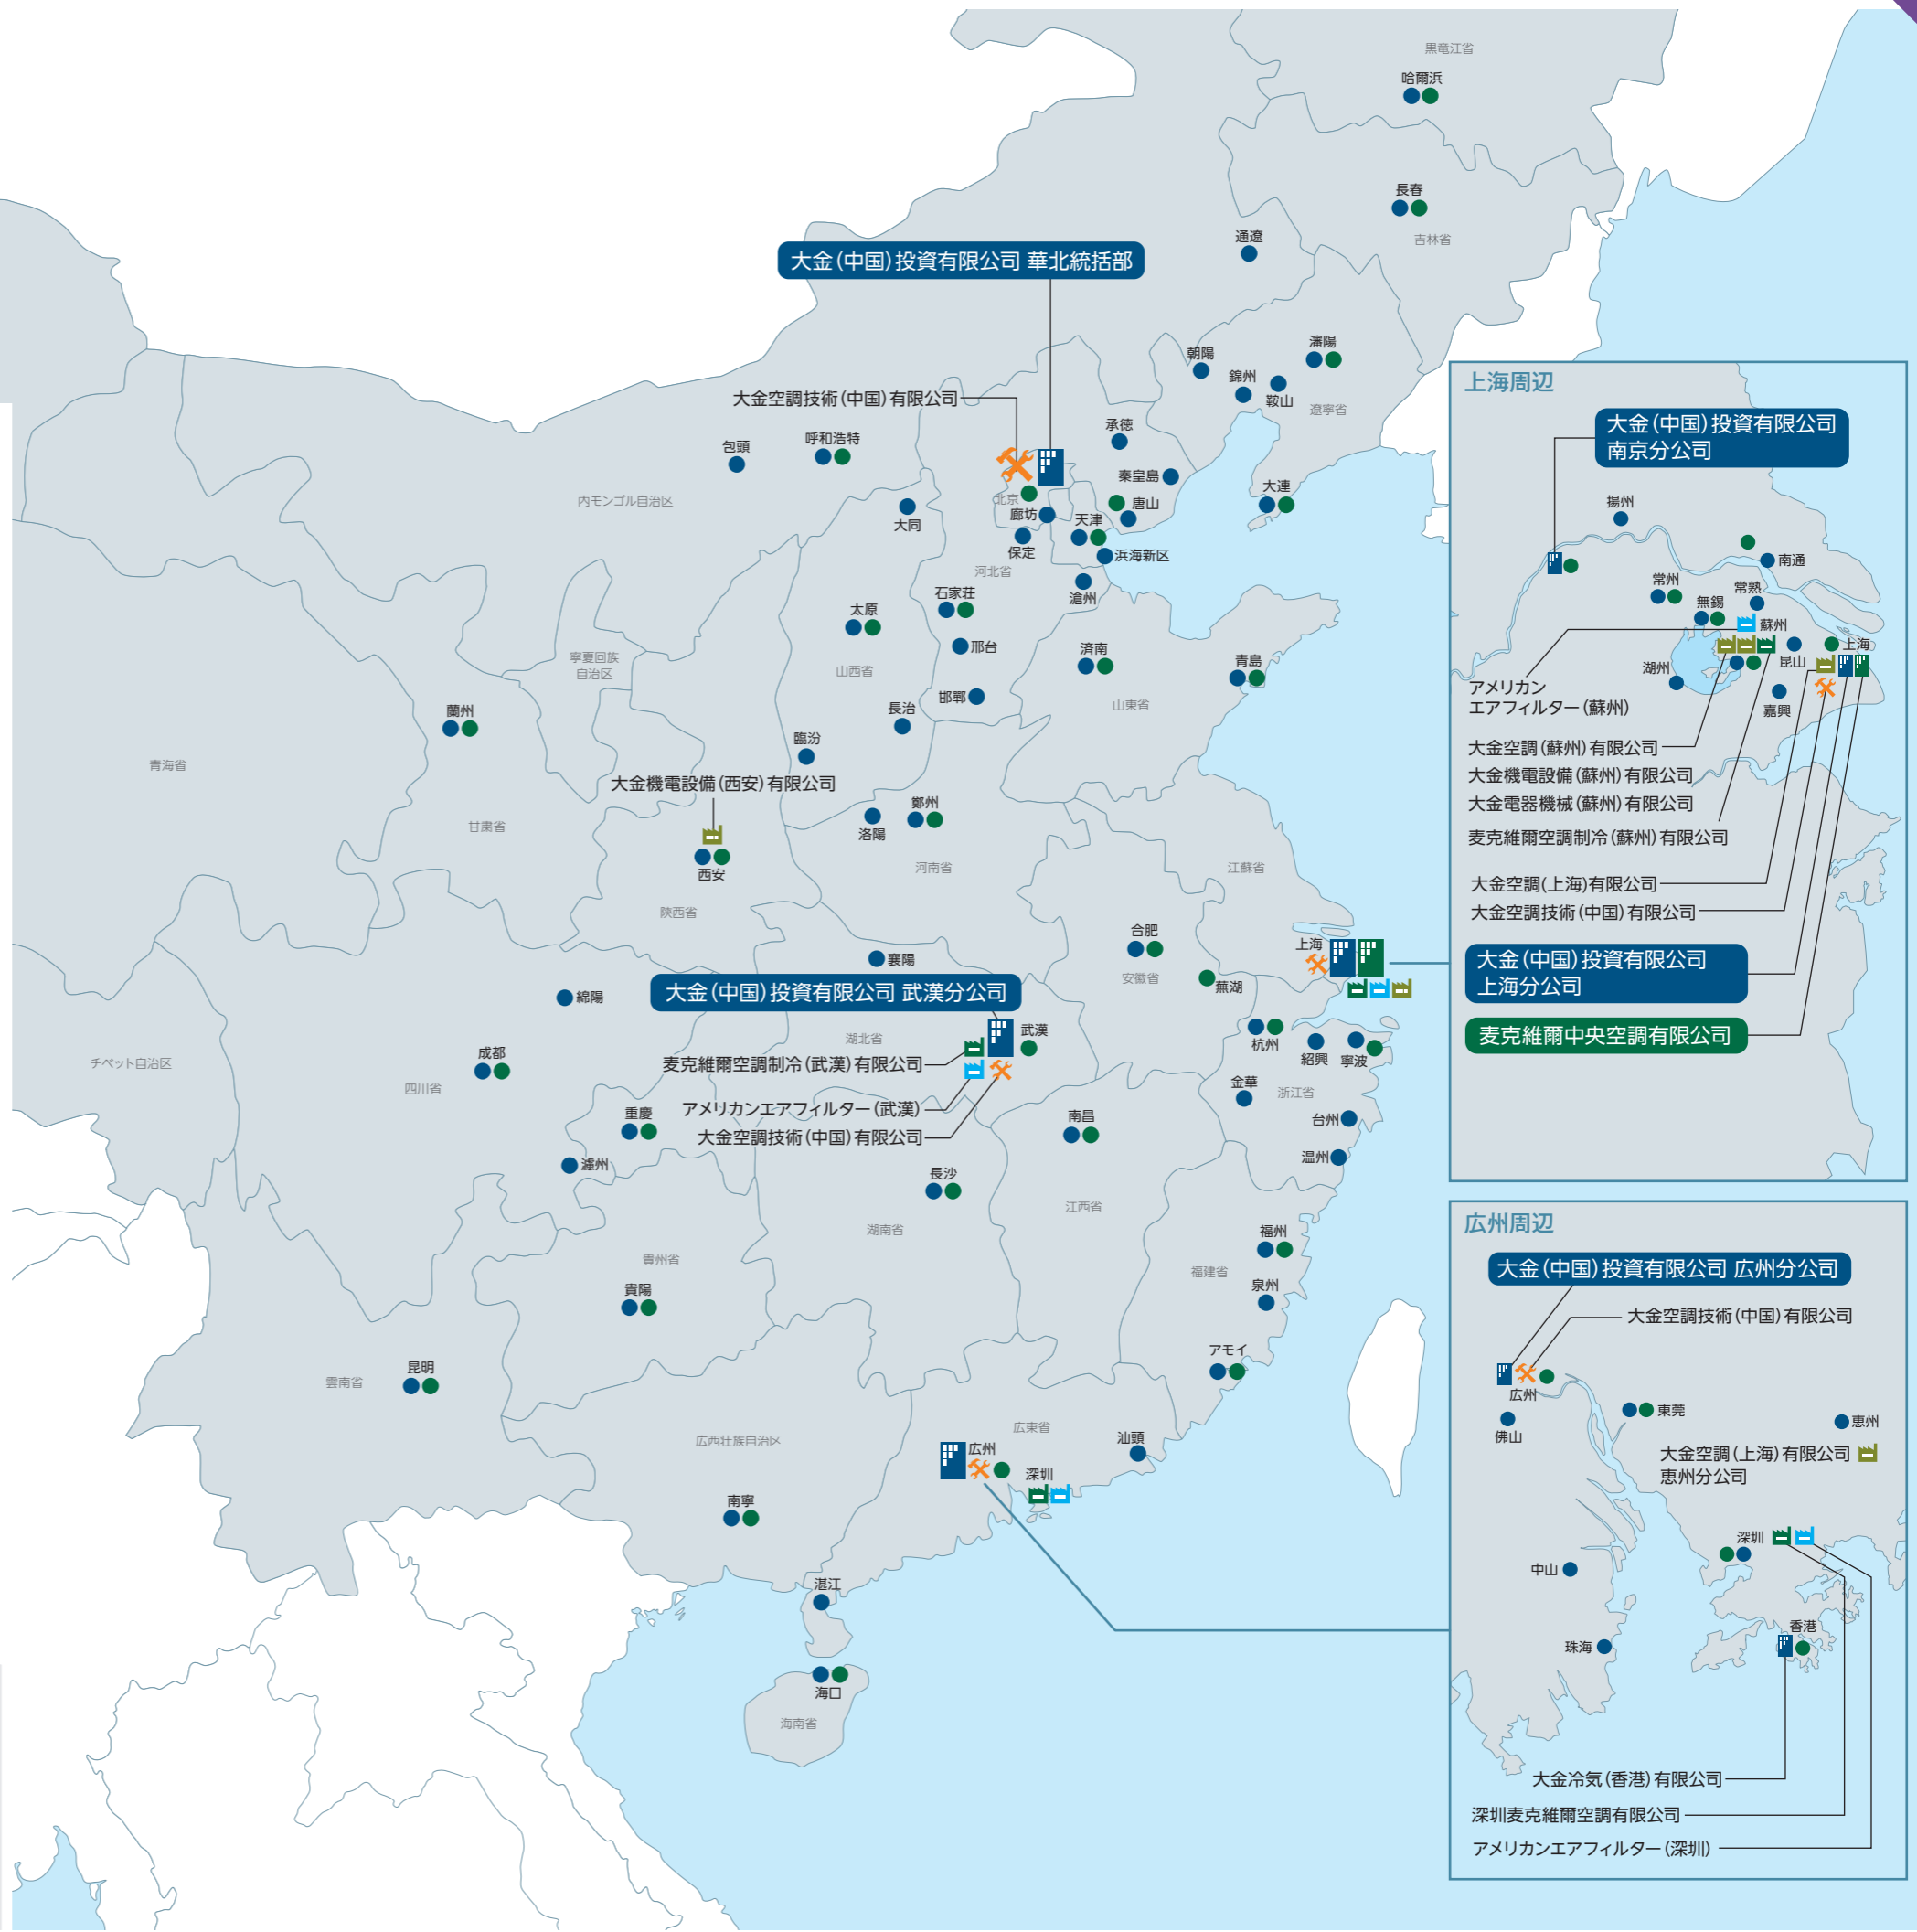 黒竜江省
哈爾浜
長春
吉林省
通遼
大金(中国)投資有限公司 華北統括部
瀋陽
朝陽
錦州
鞍山
遼寧省
大金空調技術(中国)有限公司
承徳
包頭
呼和浩特
秦皇島
内モンゴル自治区
北京
唐山
大連
大同
廊坊
天津
保定
浜海新区
河北省
滄州
石家荘
太原
邢台
済南
青島
寧夏回族
自治区
山西省
邯鄲
山東省
長治
蘭州
臨汾
青海省
大金機電設備(西安)有限公司
鄭州
洛陽
甘粛省
河南省
江蘇省
西安
陝西省
合肥
上海
襄陽
安徽省
蕪湖
大金(中国)投資有限公司 武漢分公司
綿陽
武漢
湖北省
杭州
紹興
寧波
チベット自治区
成都
麦克維爾空調制冷(武漢)有限公司
四川省
金華
浙江省
アメリカンエアフィルター(武漢)
重慶
南昌
台州
大金空調技術(中国)有限公司
温州
瀘州
長沙
江西省
湖南省
福州
貴州省
福建省
貴陽
泉州
アモイ
昆明
雲南省
広東省
汕頭
広西壮族自治区
広州
深圳
南寧
湛江
海口
海南省
上海周辺
大金(中国)投資有限公司
南京分公司
揚州
南通
常州
常熟
無錫
蘇州
上海
昆山
湖州
アメリカン
エアフィルター(蘇州)
嘉興
大金空調(蘇州)有限公司
大金機電設備(蘇州)有限公司
大金電器機械(蘇州)有限公司
麦克維爾空調制冷(蘇州)有限公司
大金空調(上海)有限公司
大金空調技術(中国)有限公司
大金(中国)投資有限公司
上海分公司
麦克維爾中央空調有限公司
広州周辺
大金(中国)投資有限公司 広州分公司
大金空調技術(中国)有限公司
広州
東莞
恵州
佛山
大金空調(上海)有限公司
恵州分公司
深圳
中山
香港
珠海
大金冷気(香港)有限公司
深圳麦克維爾空調有限公司
アメリカンエアフィルター(深圳)